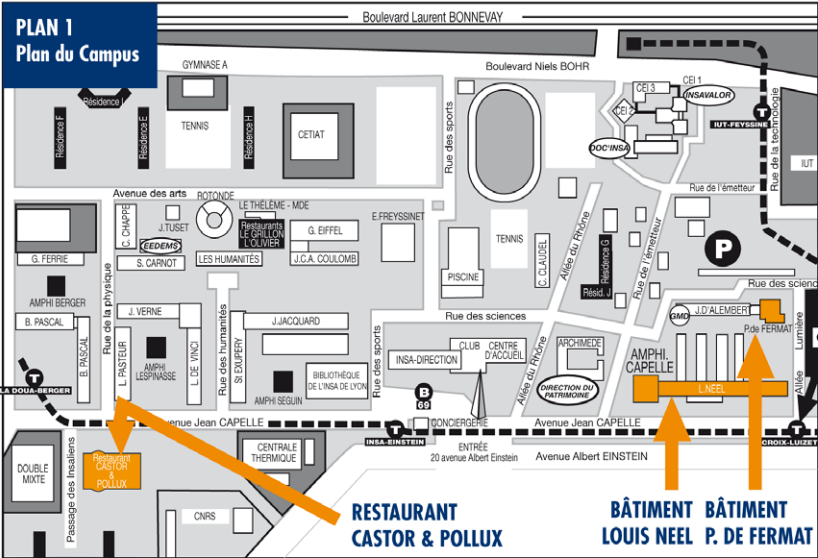 PLAN 1
Plan du Campus
Boulevard Laurent BONNEVAY
Boulevard Niels BOHR
GYMNASE A
Résidence I
Résidence F
Résidence E
Résidence H
TENNIS
CETIAT
Rue des sports
CEI 3
CEI 1
INSAVALOR
CEI 2
DOC'INSA
T
IUT-FEYSSINE
Rue de la technologie
IUT
Avenue des arts
ROTONDE
LE THÉLÈME - MDE
Rue de l'émetteur
C. CHAPPE
J.TUSET
EEDEMS
Restaurants
LE GRILLON
L'OLIVIER
G. EIFFEL
E.FREYSSINET
G. FERRIE
S. CARNOT
LES HUMANITÉS
J.C.A. COULOMB
TENNIS
PISCINE
C. CLAUDEL
Allée du Rhône
Résidence G
Résid. J
Rue de l'émetteur
P
Rue des scienc
AMPHI BERGER
Rue de la physique
B. PASCAL
B. PASCAL
J. VERNE
L. PASTEUR
AMPHI
LESPINASSE
L. DE VINCI
Rue des humanités
J.JACQUARD
St EXUPERY
AMPHI SEGUIN
BIBLIOTHÈQUE
DE L'INSA DE LYON
Rue des sports
Rue des sciences
INSA-DIRECTION
CLUB
CENTRE
D'ACCUEIL
Allée du Rhône
ARCHIMEDE
DIRECTION DU
PATRIMOINE
GMD
J.D'ALEMBERT
P.de FERMAT
AMPHI.
CAPELLE
L.NEEL
Allée
Lumière
T
LA DOUA-BERGER
B
69
CONCIERGERIE
venue Jean CAPELLE
T
INSA-EINSTEIN
Avenue Jean CAPELLE
T
CROIX-LUIZET
ENTRÉE
20 avenue Albert Einstein
Avenue Albert EINSTEIN
DOUBLE
MIXTE
Passage des Insaliens
Restaurant
CASTOR
&
POLLUX
CENTRALE
THERMIQUE
CNRS
RESTAURANT
CASTOR & POLLUX
BÂTIMENT
LOUIS NEEL
BÂTIMENT
P. DE FERMAT